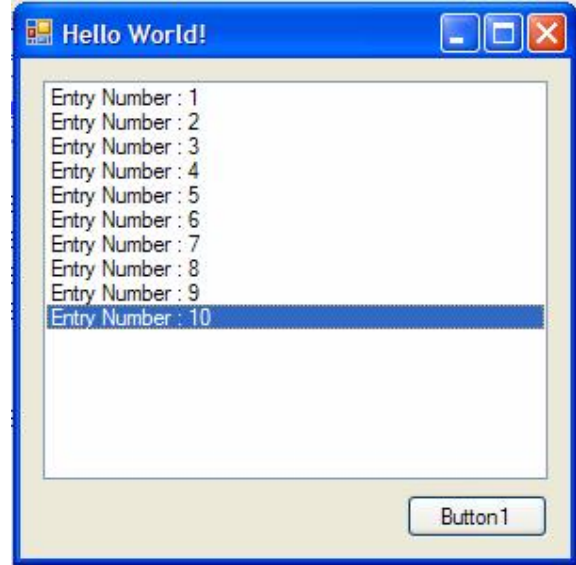 Hello World!
Entry Number : 1
Entry Number : 2
Entry Number : 3
Entry Number : 4
Entry Number : 5
Entry Number : 6
Entry Number : 7
Entry Number : 8
Entry Number : 9
Entry Number : 10
Button1